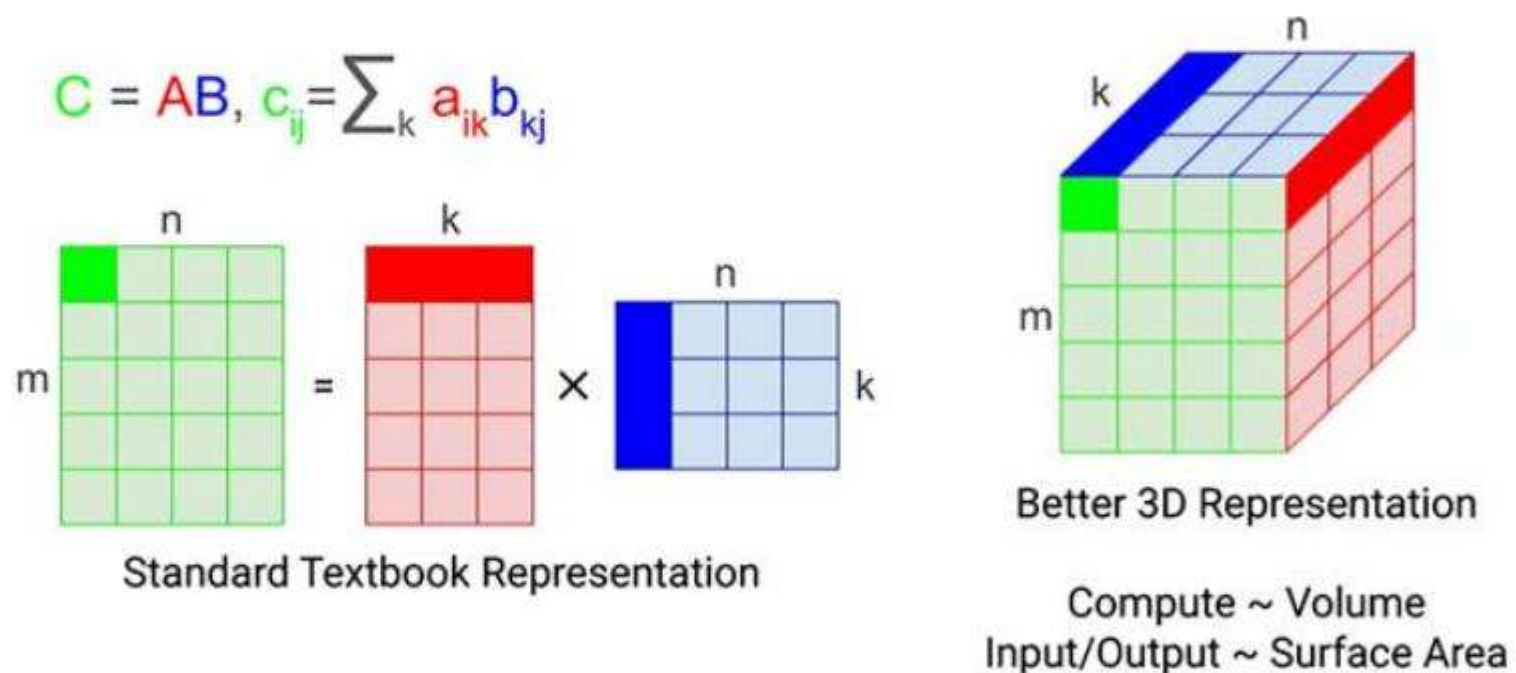 C = AB, c_ij = ∑_k a_ik b_kj
n
m
=
k
×
n
k
Standard Textbook Representation
n
k
m
Better 3D Representation
Compute ~ Volume
Input/Output ~ Surface Area